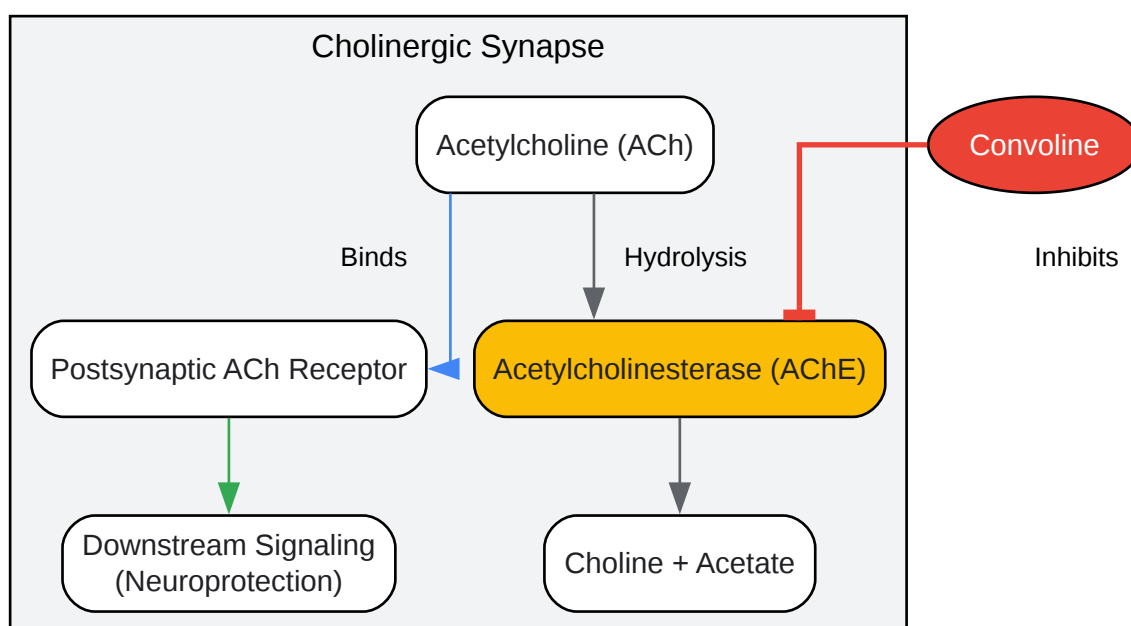 Cholinergic Synapse
Acetylcholine (ACh)
Convoline
Binds
Hydrolysis
Inhibits
Postsynaptic ACh Receptor
Acetylcholinesterase (AChE)
Downstream Signaling
(Neuroprotection)
Choline + Acetate